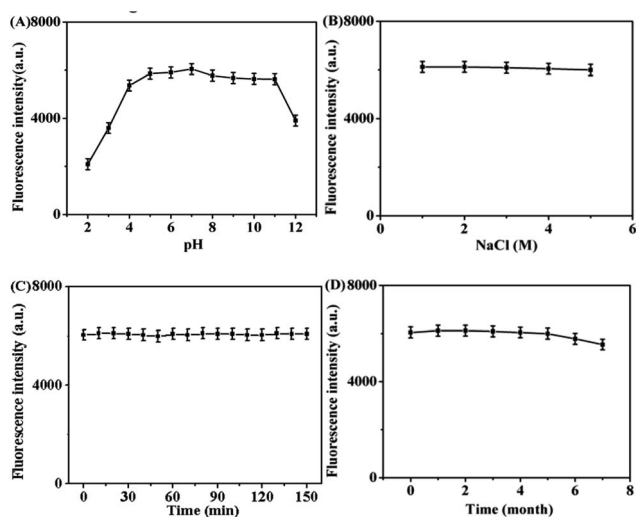 (A) 8000
4000
0
Fluorescence intensity(a.u.)
2 4 6 8 10 12
pH
(B) 8000
4000
0
Fluorescence intensity (a.u.)
0 2 4 6
NaCl (M)
(C) 8000
4000
0
Fluorescence intensity (a.u.)
0 30 60 90 120 150
Time (min)
(D) 8000
4000
0
Fluorescence intensity (a.u.)
0 2 4 6 8
Time (month)